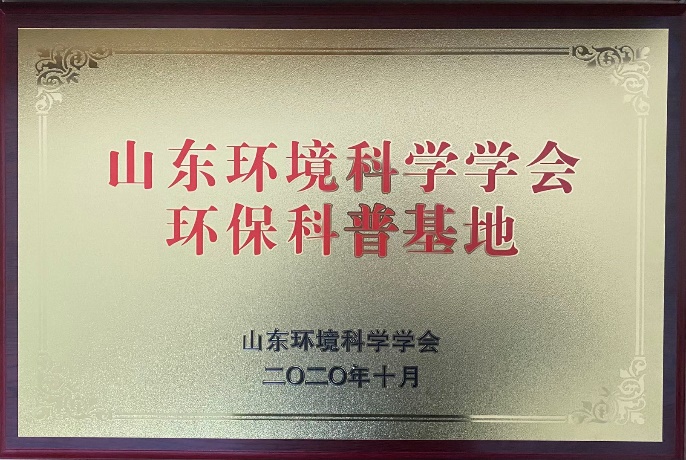 山东环境科学学会
环保科普基地
山东环境科学学会
二〇二〇年十月